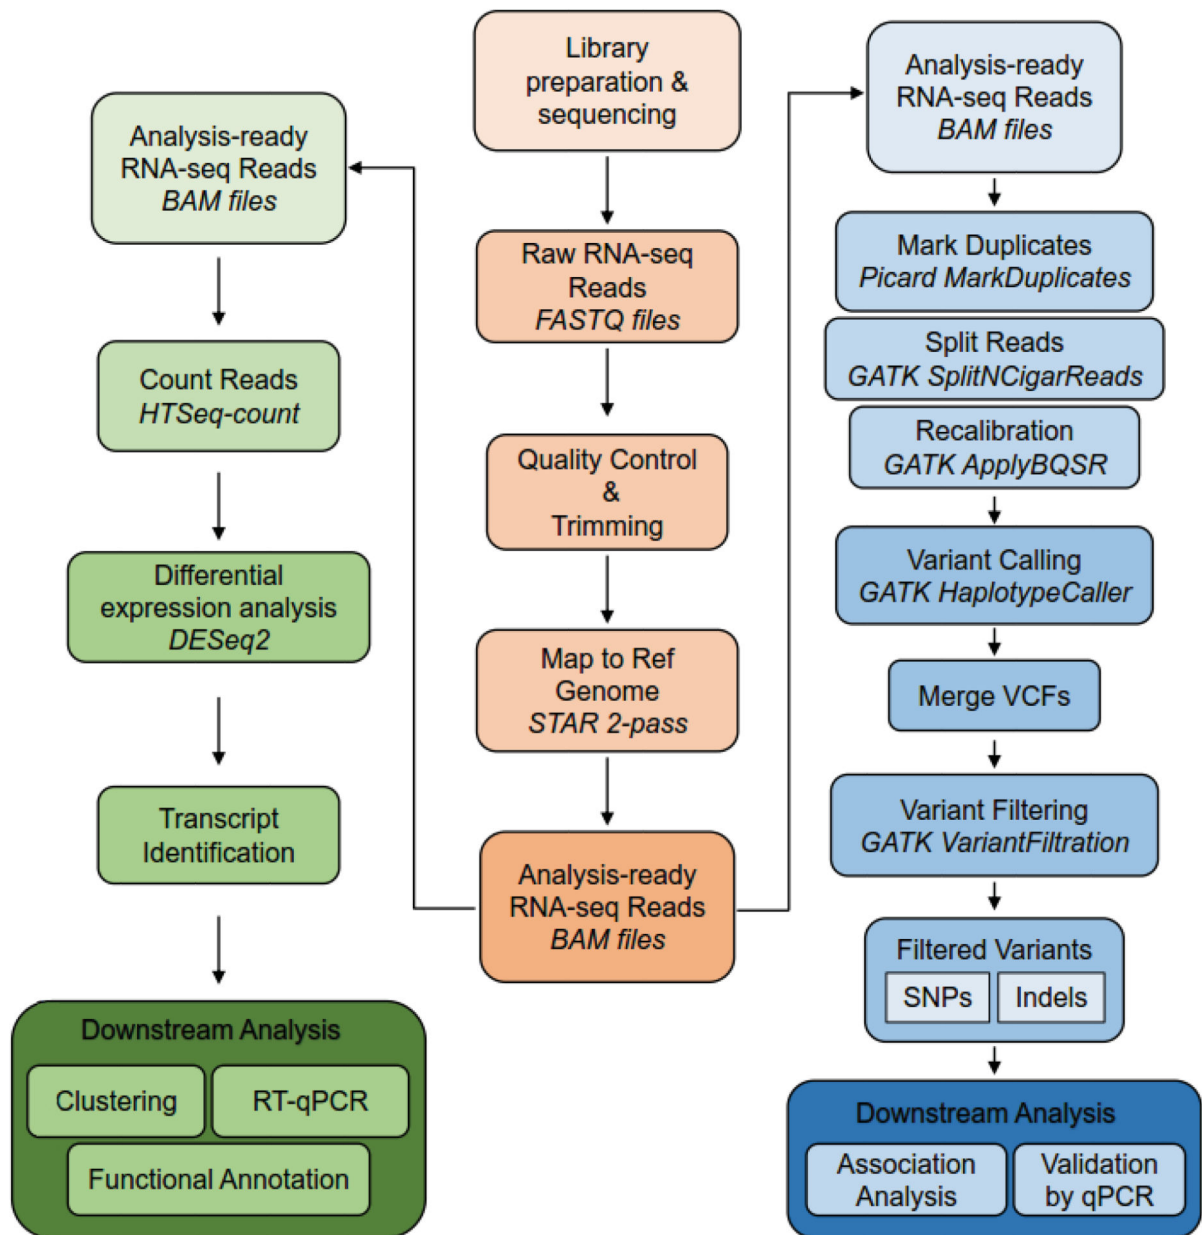 Library
preparation &
sequencing
Raw RNA-seq
Reads
FASTQ files
Quality Control
&
Trimming
Map to Ref
Genome
STAR 2-pass
Analysis-ready
RNA-seq Reads
BAM files
Analysis-ready
RNA-seq Reads
BAM files
Count Reads
HTSeq-count
Differential
expression analysis
DESeq2
Transcript
Identification
Downstream Analysis
Clustering
RT-qPCR
Functional Annotation
Analysis-ready
RNA-seq Reads
BAM files
Mark Duplicates
Picard MarkDuplicates
Split Reads
GATK SplitNCigarReads
Recalibration
GATK ApplyBQSR
Variant Calling
GATK HaplotypeCaller
Merge VCFs
Variant Filtering
GATK VariantFiltration
Filtered Variants
SNPs
Indels
Downstream Analysis
Association
Analysis
Validation
by qPCR